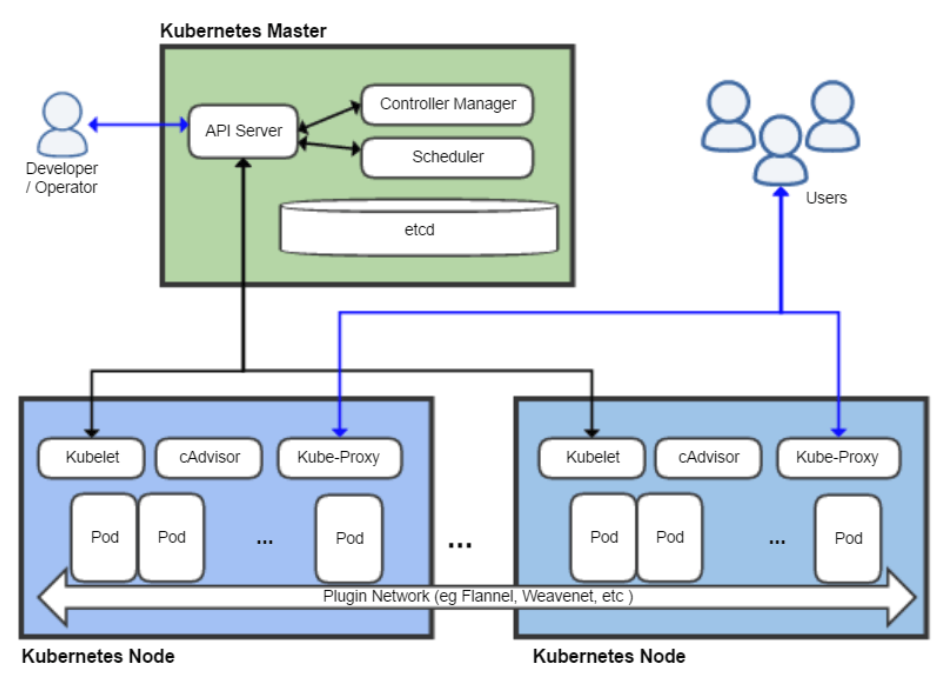 Kubernetes Master
Controller Manager
API Server
Scheduler
etcd
Developer
/ Operator
Users
Kubelet
cAdvisor
Kube-Proxy
Pod
Pod
...
Pod
...
Kubelet
cAdvisor
Kube-Proxy
Pod
Pod
...
Pod
Plugin Network (eg Flannel, Weavenet, etc )
Kubernetes Node
Kubernetes Node